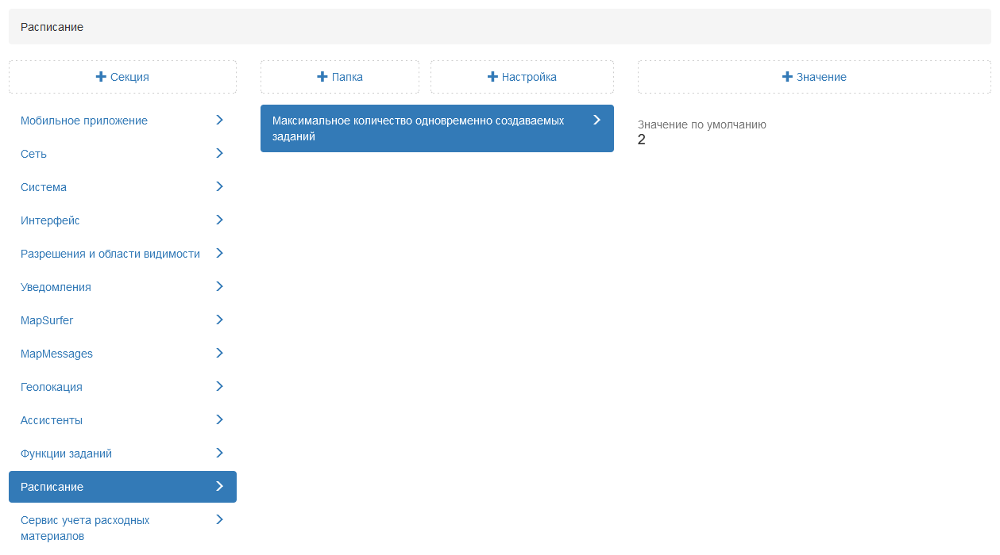 Расписание
Секция
Папка
Настройка
Значение
Мобильное приложение
Сеть
Система
Интерфейс
Разрешения и области видимости
Уведомления
MapSurfer
MapMessages
Геолокация
Ассистенты
Функции заданий
Расписание
Сервис учета расходных
материалов
Максимальное количество одновременно создаваемых
заданий
Значение по умолчанию
2